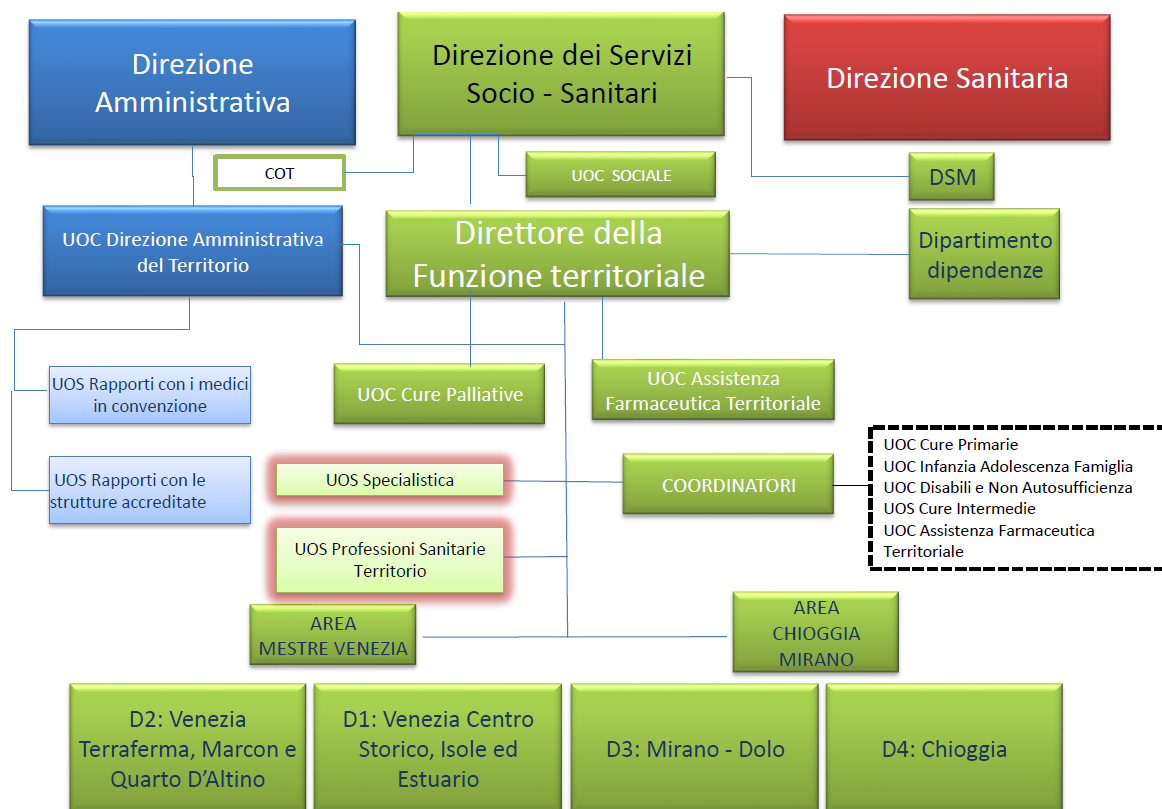 Direzione
Amministrativa
Direzione dei Servizi
Socio - Sanitari
Direzione Sanitaria
COT
UOC  SOCIALE
DSM
UOC Direzione Amministrativa
del Territorio
Direttore della
Funzione territoriale
Dipartimento
dipendenze
UOS Rapporti con i medici
in convenzione
UOC Cure Palliative
UOC Assistenza
Farmaceutica Territoriale
UOS Rapporti con le
strutture accreditate
UOS Specialistica
COORDINATORI
UOC Cure Primarie
UOC Infanzia Adolescenza Famiglia
UOC Disabili e Non Autosufficienza
UOS Cure Intermedie
UOC Assistenza Farmaceutica
Territoriale
UOS Professioni Sanitarie
Territorio
AREA
MESTRE VENEZIA
AREA
CHIOGGIA
MIRANO
D2: Venezia
Terraferma, Marcon e
Quarto D’Altino
D1: Venezia Centro
Storico, Isole ed
Estuario
D3: Mirano - Dolo
D4: Chioggia